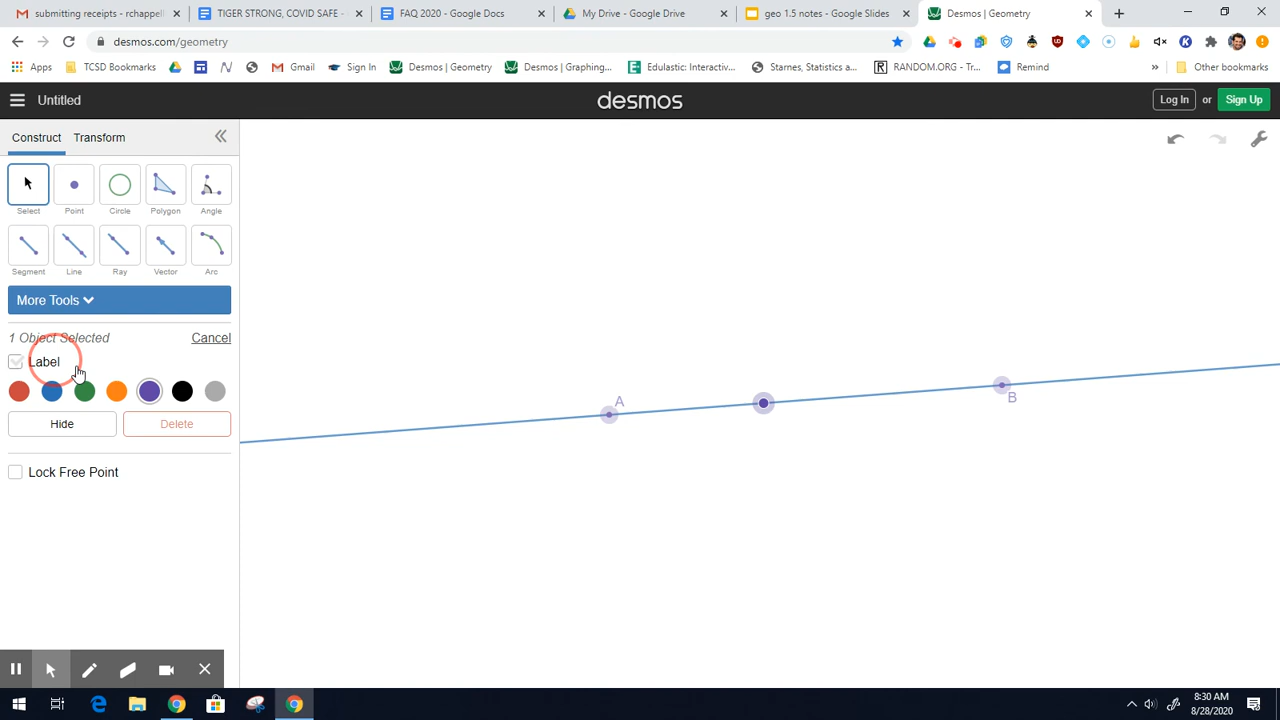 submitting receipts - rchappell
TIGER STRONG, COVID SAFE -
FAQ 2020 - Google Docs
My Drive - Google Drive
geo 1.5 notes - Google Slides
Desmos | Geometry
desmos.com/geometry
Apps
TCSD Bookmarks
Gmail
Sign In
Desmos | Geometry
Desmos | Graphing...
Edulastic: Interactiv...
Starnes, Statistics a...
RANDOM.ORG - Tr...
Remind
Other bookmarks
Untitled
desmos
Log In or Sign Up
Construct Transform
Select Point Circle Polygon Angle
Segment Line Ray Vector Arc
More Tools
1 Object Selected Cancel
Label
Hide Delete
Lock Free Point
A
B
8:30 AM
8/28/2020